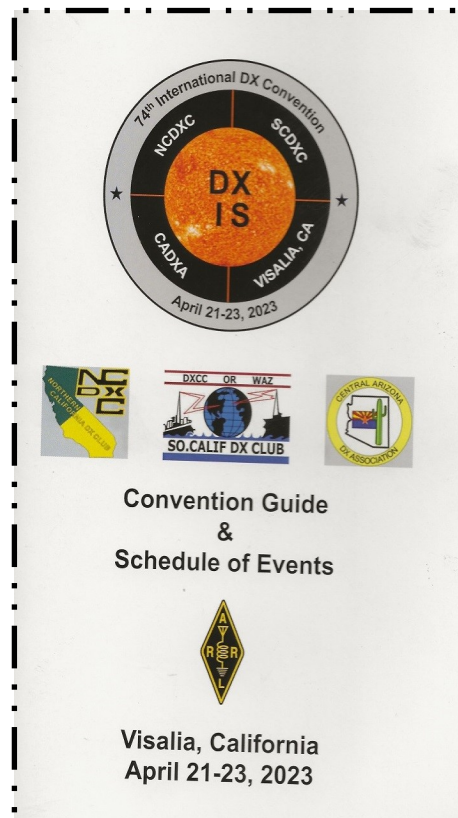 74th International DX Convention
NCDXC
SCDXC
DX
IS
CADXA
VISALIA, CA
April 21-23, 2023
NC
DX
C
NORTHERN
CALIFORNIA DX CLUB
DXCC OR WAZ
SO.CALIF DX CLUB
CENTRAL ARIZONA
DX ASSOCIATION
Convention Guide
&
Schedule of Events
A
R R
L
Visalia, California
April 21-23, 2023